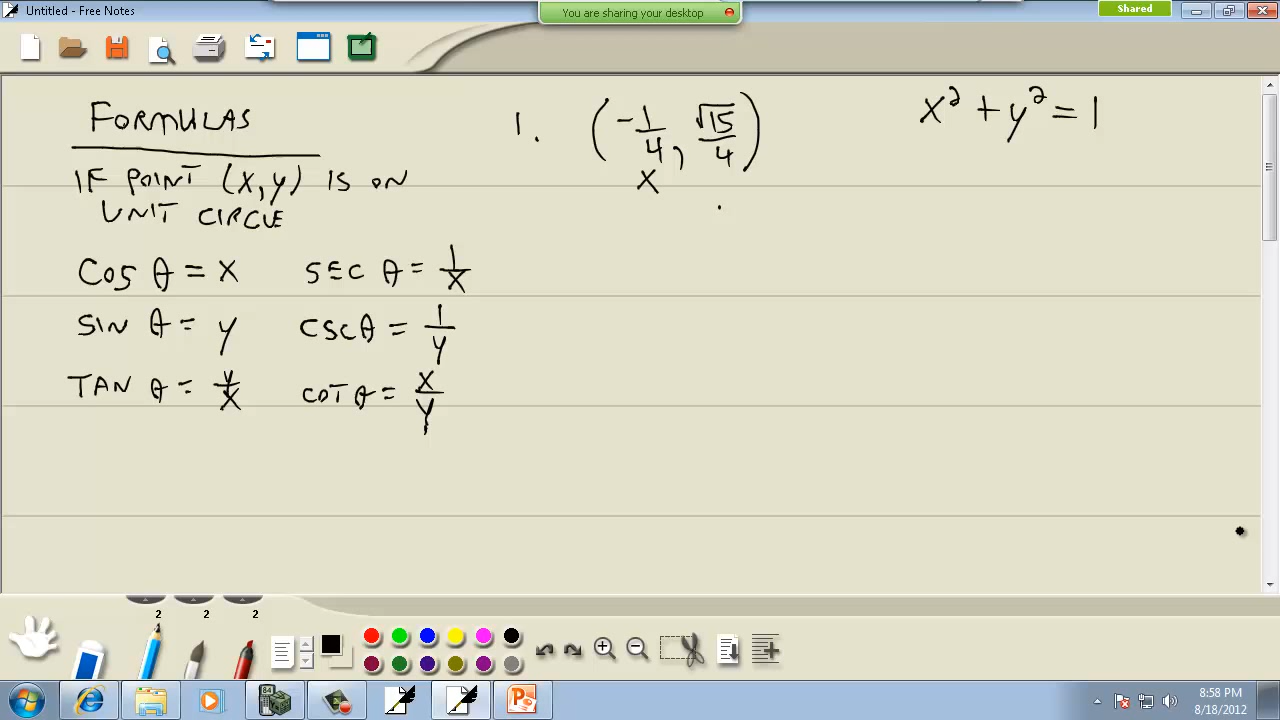 Untitled - Free Notes
You are sharing your desktop
Shared
FORMULAS
IF POINT (X,y) IS ON
UNIT CIRCLE
COS θ = X
SEC θ = 1/X
SIN θ = y
CSC θ = 1/y
TAN θ = y/X
COT θ = X/Y
1. (-1/4, √15/4)
X
x² + y² = 1
2 2 2
8:58 PM
8/18/2012